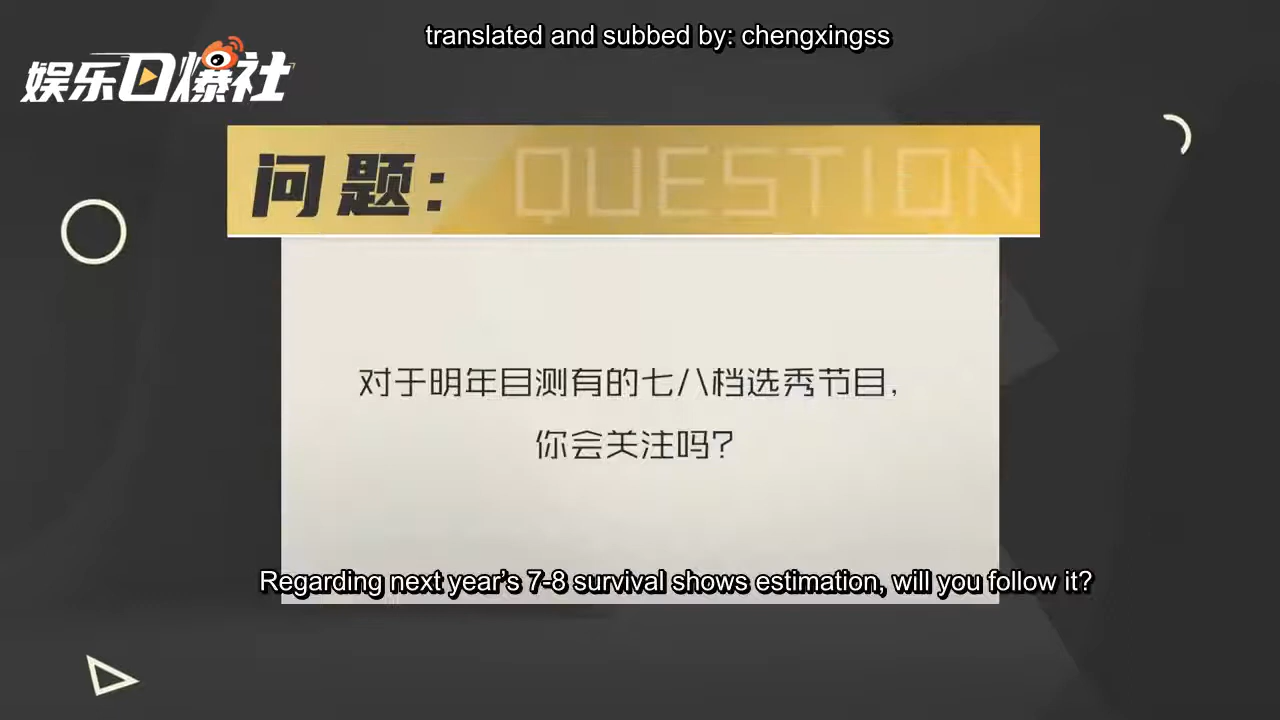 translated and subbed by: chengxingss
娱乐日爆社
问题：
QUESTION
对于明年目测有的七八档选秀节目，
你会关注吗？
Regarding next year's 7-8 survival shows estimation, will you follow it?